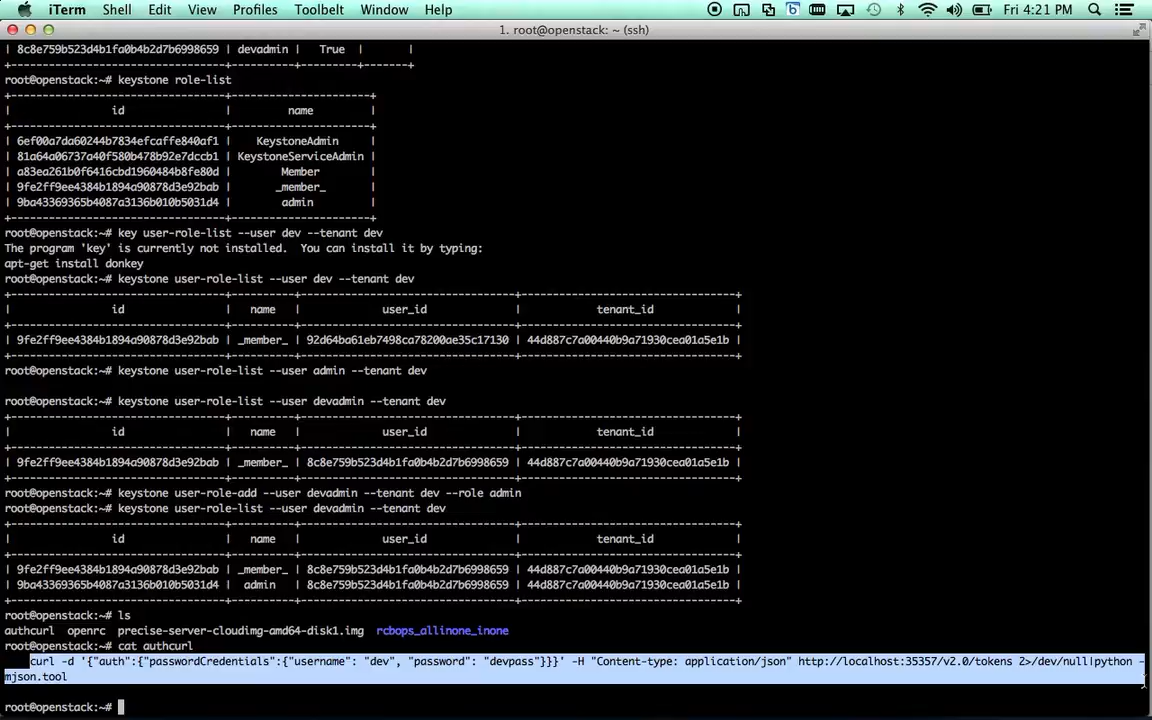 iTerm Shell Edit View Profiles Toolbelt Window Help Fri 4:21 PM
1. root@openstack: ~ (ssh)
| 8c8e759b523d4b1fa0b4b2d7b6998659 | devadmin | True | |
+----------------------------------+----------+---------+-------+
root@openstack:~# keystone role-list
+----------------------------------+----------------------+
| id | name |
+----------------------------------+----------------------+
| 6ef00a7da60244b7834efcaffe840af1 | KeystoneAdmin |
| 81a64a06737a40f580b478b92e7dccb1 | KeystoneServiceAdmin |
| a83ea261b0f6416cbd1960484b8fe80d | Member |
| 9fe2ff9ee4384b1894a90878d3e92bab | _member_ |
| 9ba43369365b4087a3136b010b5031d4 | admin |
+----------------------------------+----------------------+
root@openstack:~# key user-role-list --user dev --tenant dev
The program 'key' is currently not installed.  You can install it by typing:
apt-get install donkey
root@openstack:~# keystone user-role-list --user dev --tenant dev
+----------------------------------+----------+----------------------------------+----------------------------------+
| id | name | user_id | tenant_id |
+----------------------------------+----------+----------------------------------+----------------------------------+
| 9fe2ff9ee4384b1894a90878d3e92bab | _member_ | 92d64ba61eb7498ca78200ae35c17130 | 44d887c7a00440b9a71930cea01a5e1b |
+----------------------------------+----------+----------------------------------+----------------------------------+
root@openstack:~# keystone user-role-list --user admin --tenant dev
root@openstack:~# keystone user-role-list --user devadmin --tenant dev
+----------------------------------+----------+----------------------------------+----------------------------------+
| id | name | user_id | tenant_id |
+----------------------------------+----------+----------------------------------+----------------------------------+
| 9fe2ff9ee4384b1894a90878d3e92bab | _member_ | 8c8e759b523d4b1fa0b4b2d7b6998659 | 44d887c7a00440b9a71930cea01a5e1b |
+----------------------------------+----------+----------------------------------+----------------------------------+
root@openstack:~# keystone user-role-add --user devadmin --tenant dev --role admin
root@openstack:~# keystone user-role-list --user devadmin --tenant dev
+----------------------------------+----------+----------------------------------+----------------------------------+
| id | name | user_id | tenant_id |
+----------------------------------+----------+----------------------------------+----------------------------------+
| 9fe2ff9ee4384b1894a90878d3e92bab | _member_ | 8c8e759b523d4b1fa0b4b2d7b6998659 | 44d887c7a00440b9a71930cea01a5e1b |
| 9ba43369365b4087a3136b010b5031d4 | admin | 8c8e759b523d4b1fa0b4b2d7b6998659 | 44d887c7a00440b9a71930cea01a5e1b |
+----------------------------------+----------+----------------------------------+----------------------------------+
root@openstack:~# ls
authcurl openrc precise-server-cloudimg-amd64-disk1.img rcbops_allinone_inone
root@openstack:~# cat authcurl
curl -d '{"auth":{"passwordCredentials":{"username": "dev", "password": "devpass"}}}' -H "Content-type: application/json" http://localhost:35357/v2.0/tokens 2>/dev/null|python -
mjson.tool
root@openstack:~#